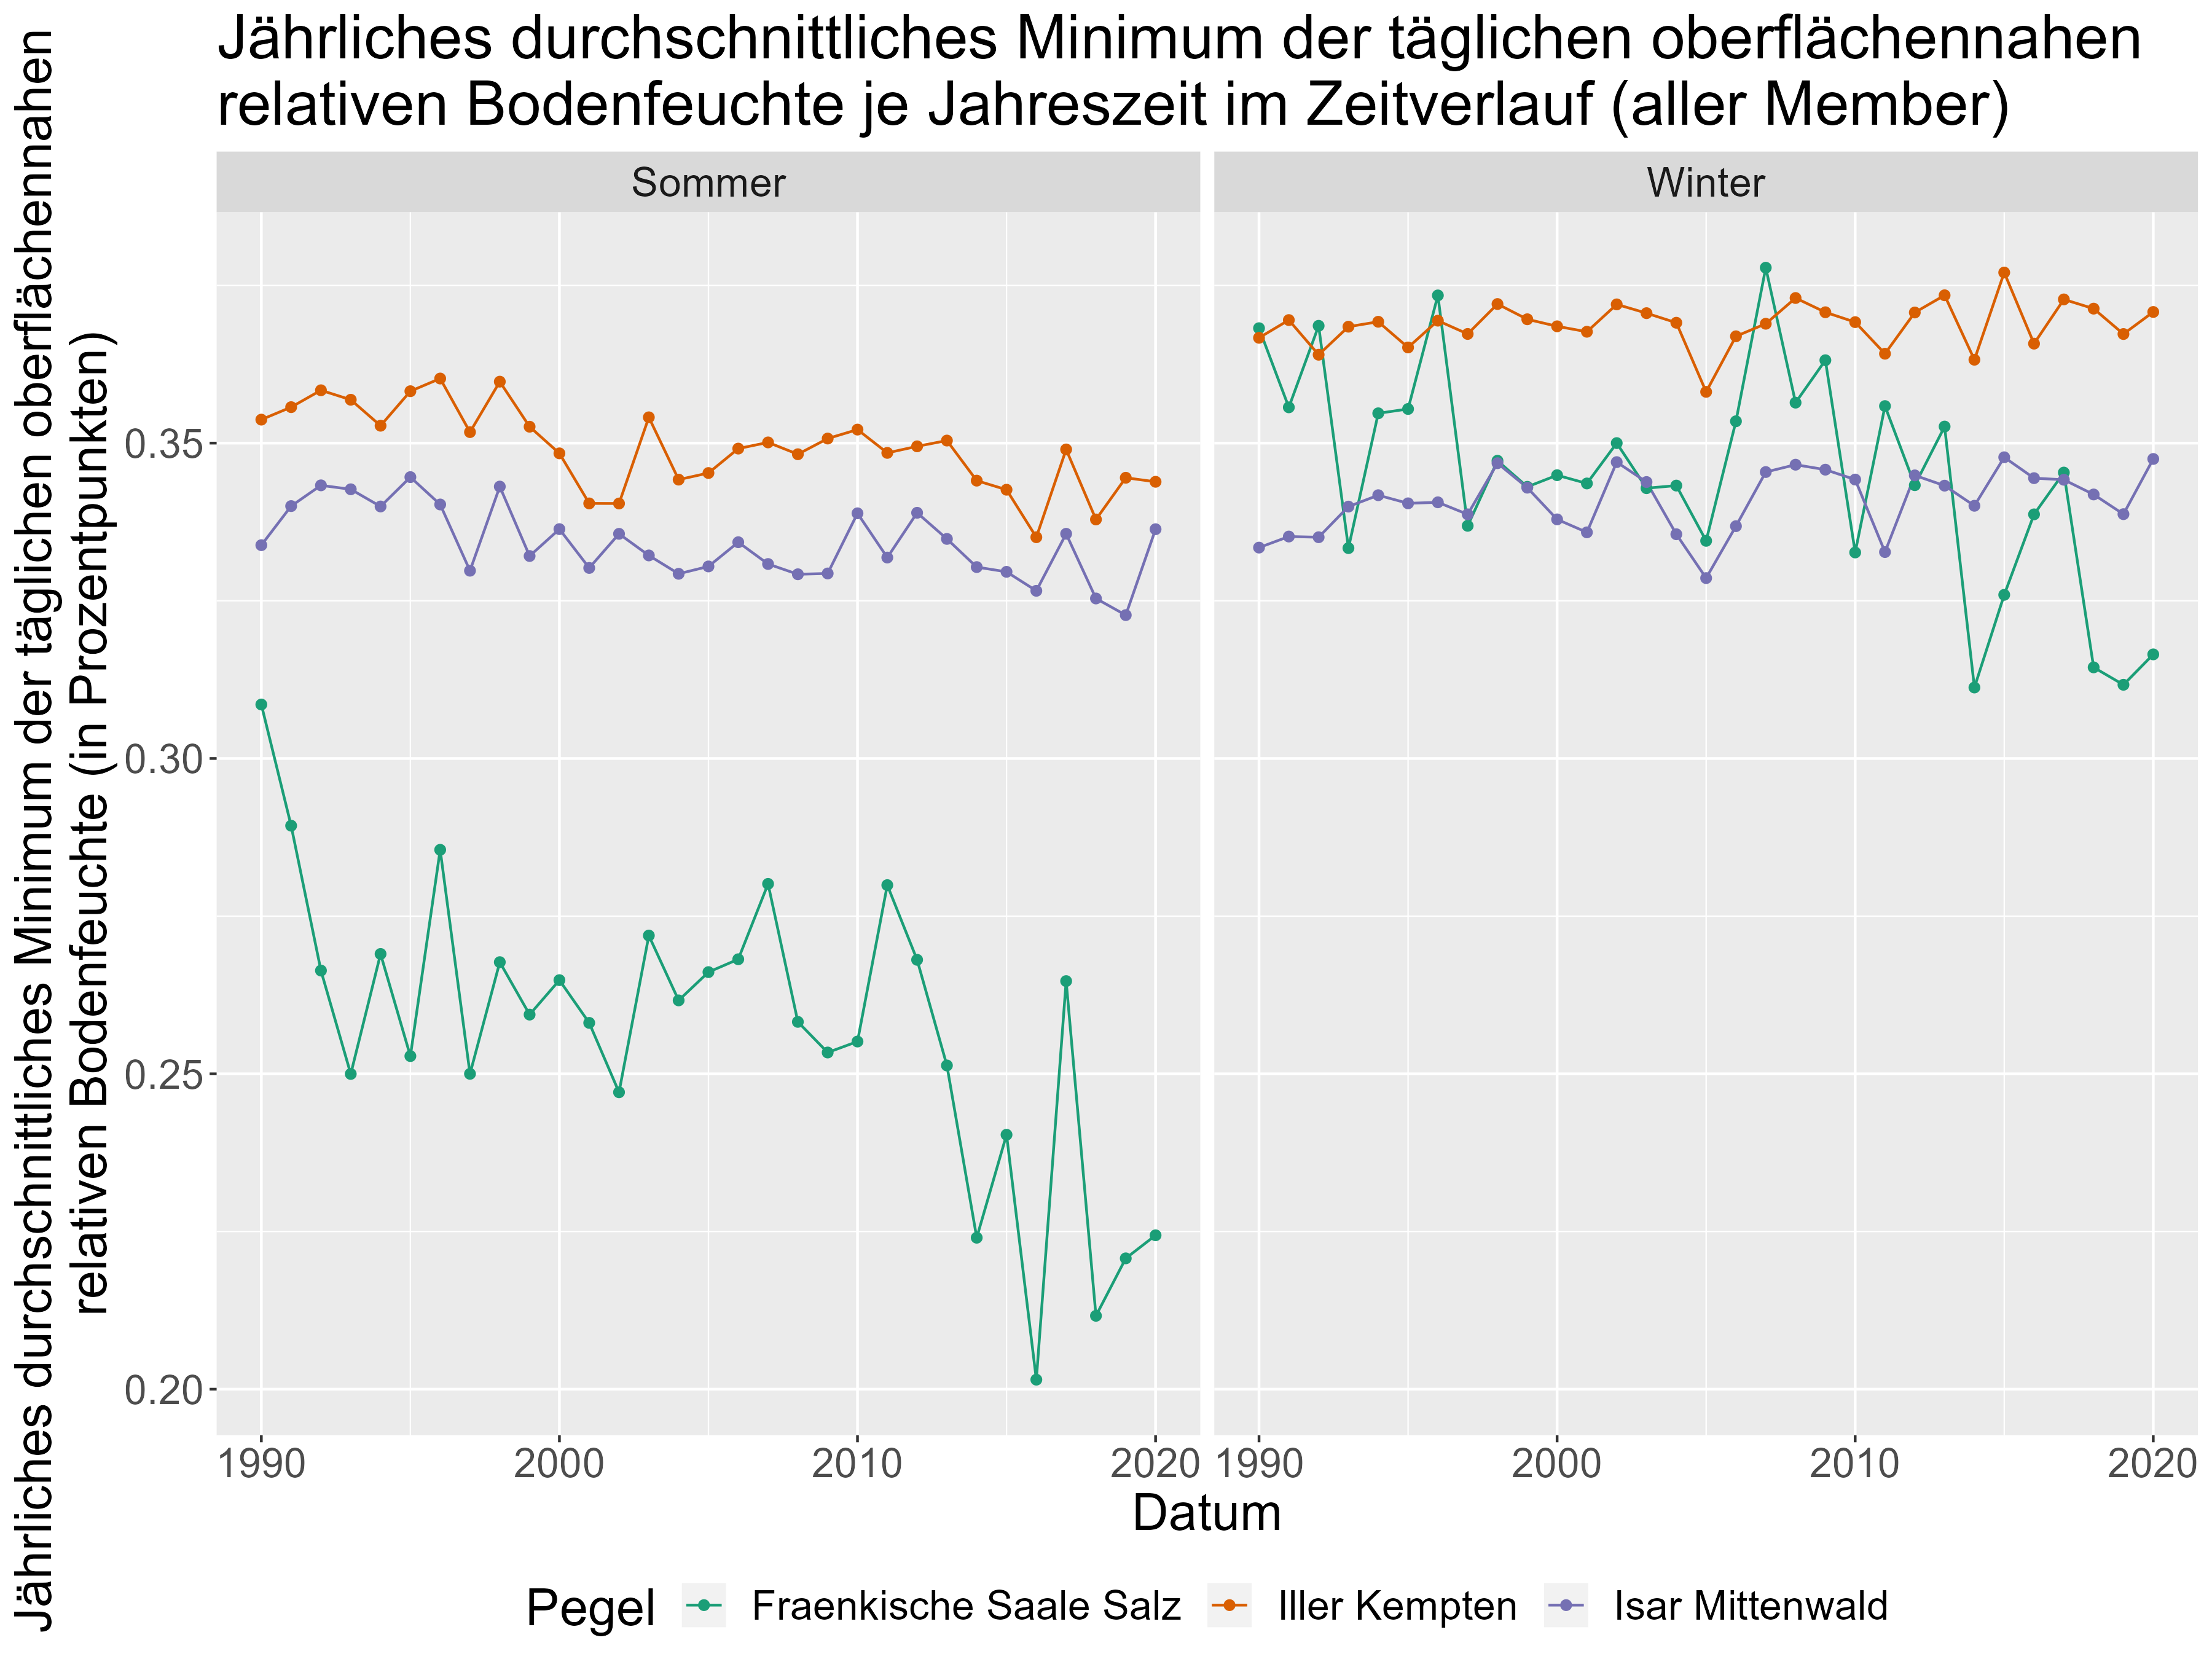 Jährliches durchschnittliches Minimum der täglichen oberflächennahen
relativen Bodenfeuchte je Jahreszeit im Zeitverlauf (aller Member)
Jährliches durchschnittliches Minimum der täglichen oberflächennahen
relativen Bodenfeuchte (in Prozentpunkten)
Sommer
Winter
0.35
0.30
0.25
0.20
1990 2000 2010 2020
1990 2000 2010 2020
Datum
Pegel Fraenkische Saale Salz Iller Kempten Isar Mittenwald